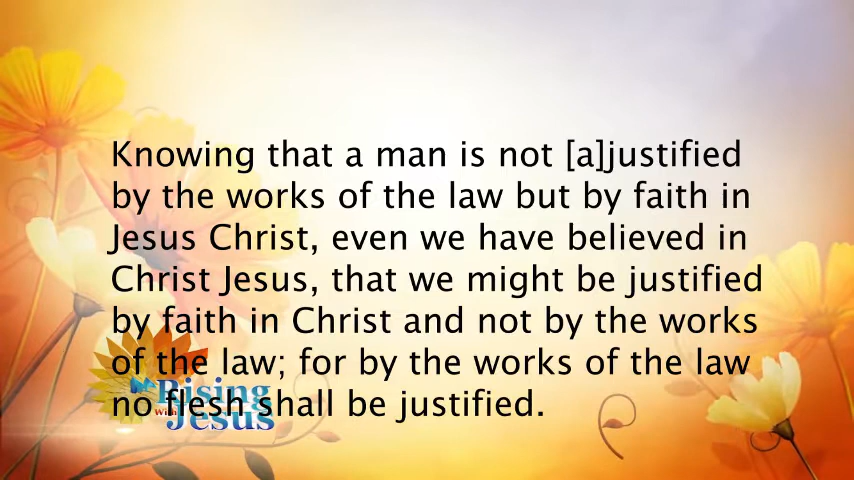 Knowing that a man is not [a]justified
by the works of the law but by faith in
Jesus Christ, even we have believed in
Christ Jesus, that we might be justified
by faith in Christ and not by the works
of the law; for by the works of the law
no flesh shall be justified.
Rising
with
Jesus